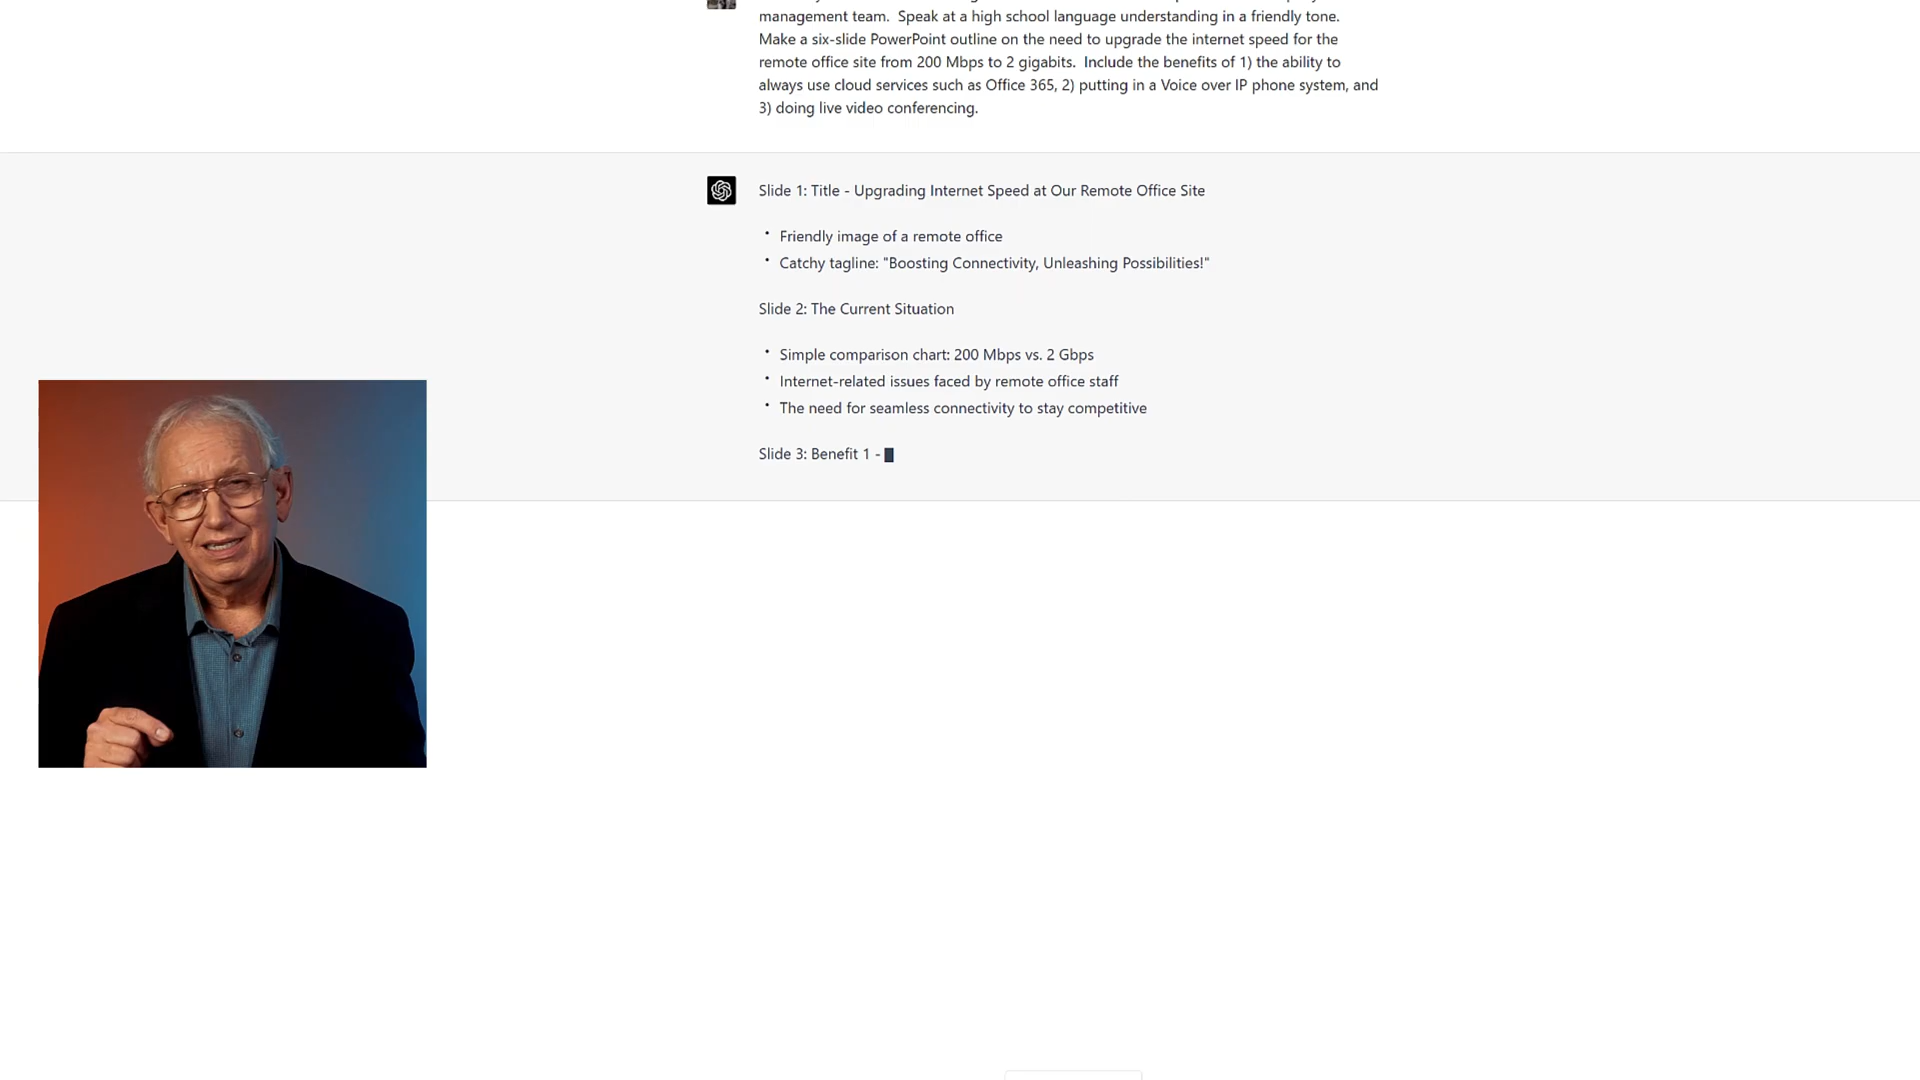 management team.  Speak at a high school language understanding in a friendly tone.
Make a six-slide PowerPoint outline on the need to upgrade the internet speed for the
remote office site from 200 Mbps to 2 gigabits.  Include the benefits of 1) the ability to
always use cloud services such as Office 365, 2) putting in a Voice over IP phone system, and
3) doing live video conferencing.
Slide 1: Title - Upgrading Internet Speed at Our Remote Office Site
• Friendly image of a remote office
• Catchy tagline: "Boosting Connectivity, Unleashing Possibilities!"
Slide 2: The Current Situation
• Simple comparison chart: 200 Mbps vs. 2 Gbps
• Internet-related issues faced by remote office staff
• The need for seamless connectivity to stay competitive
Slide 3: Benefit 1 -